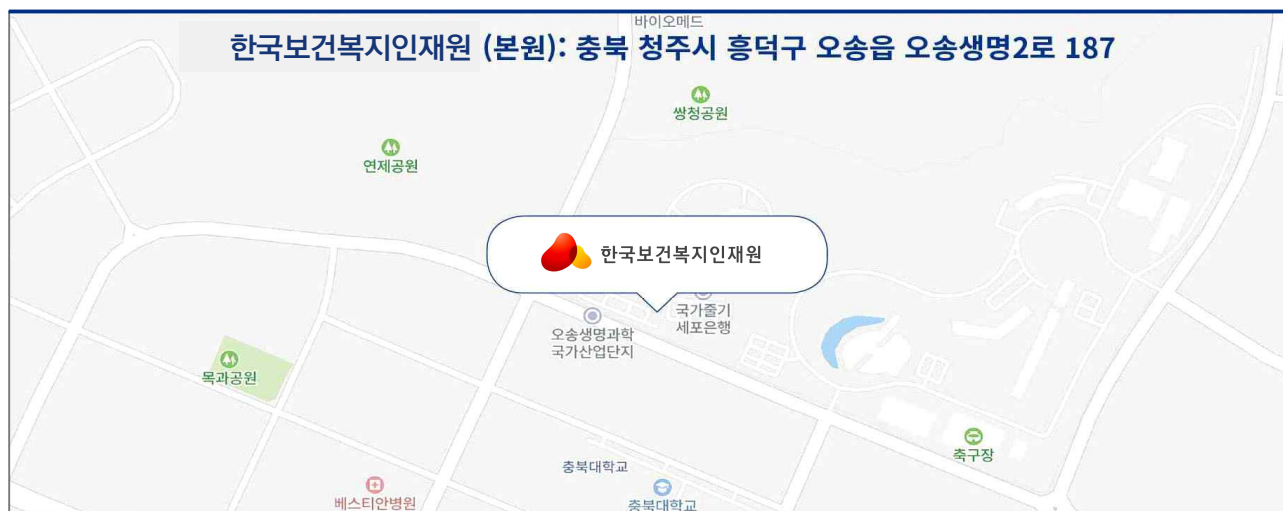 바이오메드
한국보건복지인재원 (본원): 충북 청주시 흥덕구 오송읍 오송생명2로 187
쌍청공원
연제공원
한국보건복지인재원
국가줄기
세포은행
오송생명과학
국가산업단지
목과공원
축구장
충북대학교
베스티안병원
충북대학교